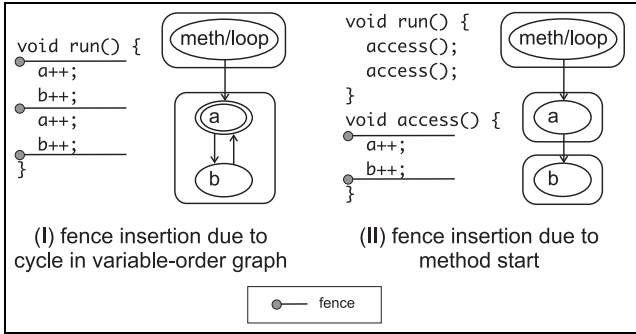 void run() {
a++;
b++;
a++;
b++;
}
meth/loop
a
b
(I) fence insertion due to
cycle in variable-order graph
void run() {
access();
access();
}
void access() {
a++;
b++;
}
meth/loop
a
b
(II) fence insertion due to
method start
fence